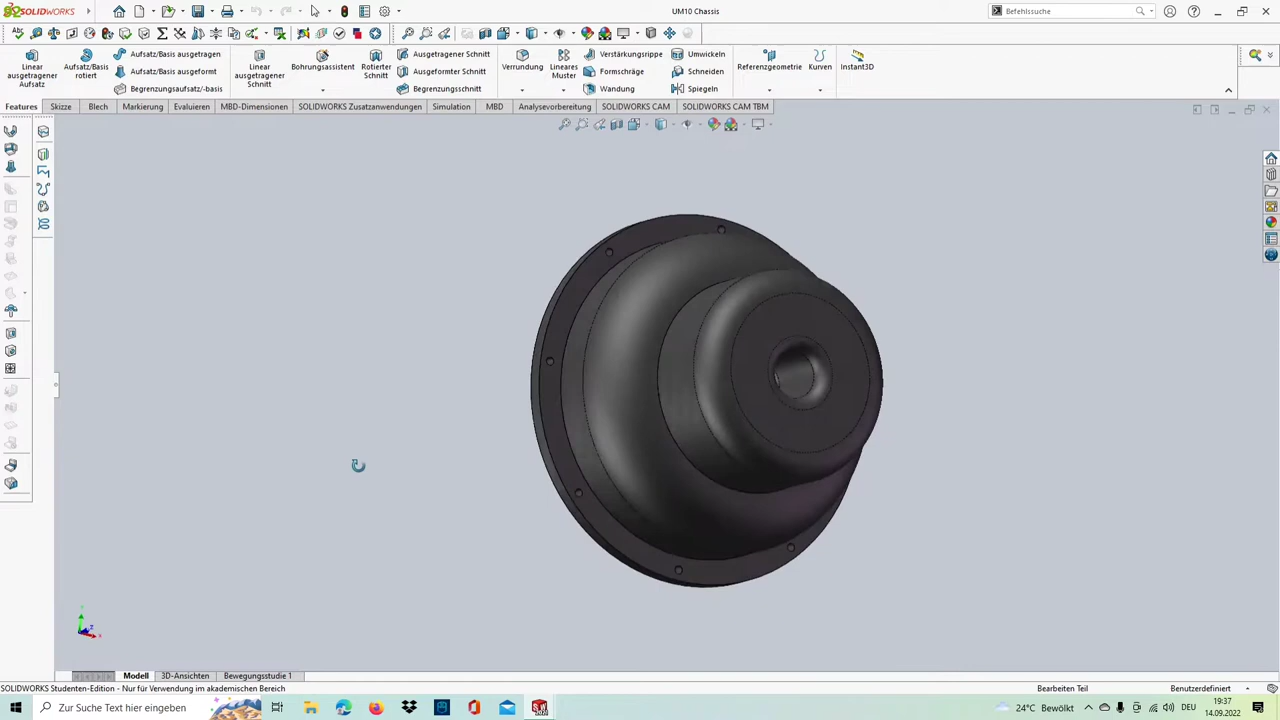 SOLIDWORKS
UM10 Chassis
Befehlssuche
Linear ausgetragener Aufsatz
Aufsatz/Basis rotiert
Aufsatz/Basis ausgetragen
Aufsatz/Basis ausgeformt
Begrenzungsaufsatz/-basis
Linear ausgetragener Schnitt
Bohrungsassistent
Rotierter Schnitt
Ausgetragener Schnitt
Ausgeformter Schnitt
Begrenzungsschnitt
Verrundung
Lineares Muster
Verstärkungsrippe
Formschräge
Wandung
Umwickeln
Schneiden
Spiegeln
Referenzgeometrie
Kurven
Instant3D
Features Skizze Blech Markierung Evaluieren MBD-Dimensionen SOLIDWORKS Zusatzanwendungen Simulation MBD Analysevorbereitung SOLIDWORKS CAM SOLIDWORKS CAM TBM
Modell 3D-Ansichten Bewegungsstudie 1
SOLIDWORKS Studenten-Edition - Nur für Verwendung im akademischen Bereich Bearbeiten Teil Benutzerdefiniert
Zur Suche Text hier eingeben 24°C Bewölkt DEU 19:37
14.09.2022